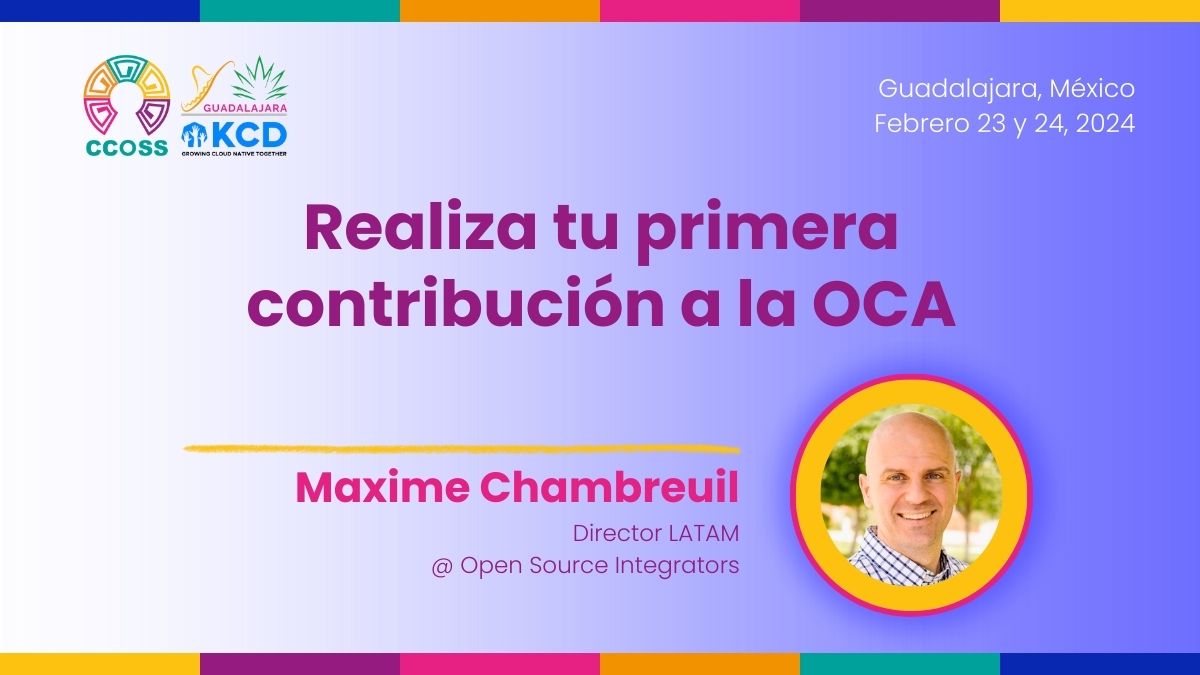 CCOSS
GUADALAJARA
KCD
GROWING CLOUD NATIVE TOGETHER
Guadalajara, México
Febrero 23 y 24, 2024
Realiza tu primera
contribución a la OCA
Maxime Chambreuil
Director LATAM
@ Open Source Integrators